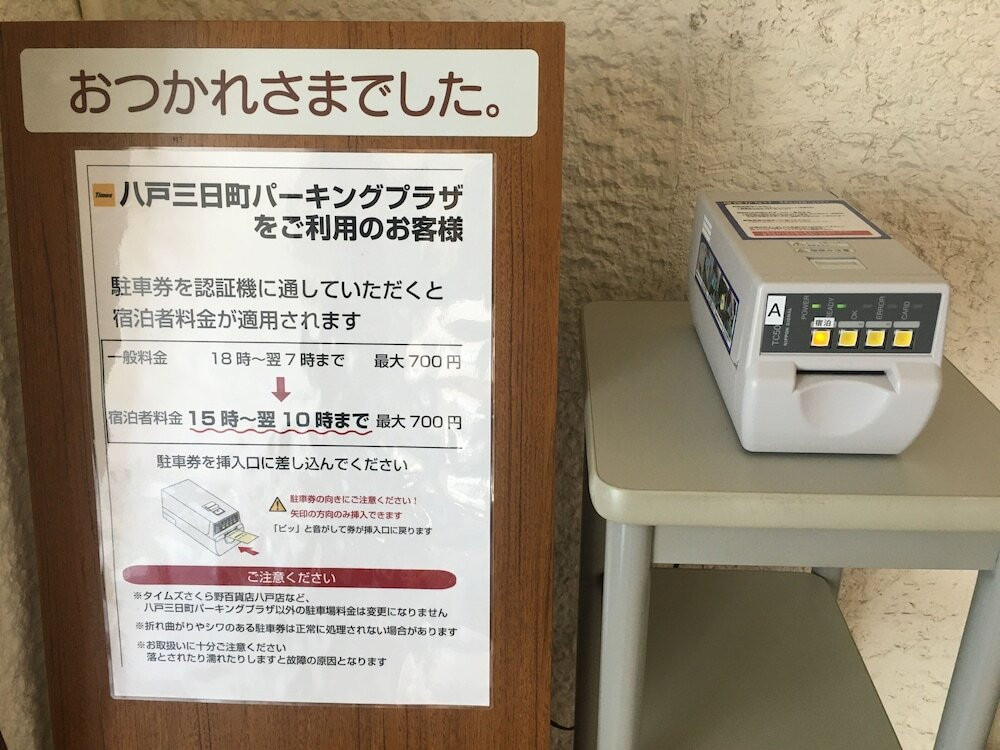 おつかれさまでした。
Times 八戸三日町パーキングプラザ
をご利用のお客様
駐車券を認証機に通していただくと
宿泊者料金が適用されます
一般料金 18時〜翌7時まで 最大700円
宿泊者料金 15時〜翌10時まで 最大700円
駐車券を挿入口に差し込んでください
駐車券の向きにご注意ください!
矢印の方向のみ挿入できます
「ピッ」と音がして券が挿入口に戻ります
ご注意ください
※タイムズさくら野百貨店八戸店など、
八戸三日町パーキングプラザ以外の駐車場料金は変更になりません
※折れ曲がりやシワのある駐車券は正常に処理されない場合があります
※お取扱いに十分ご注意ください
落とされたり濡れたりしますと故障の原因となります
A
POWER
READY
OK
ERROR
CARD
宿泊
NIPPON SIGNAL